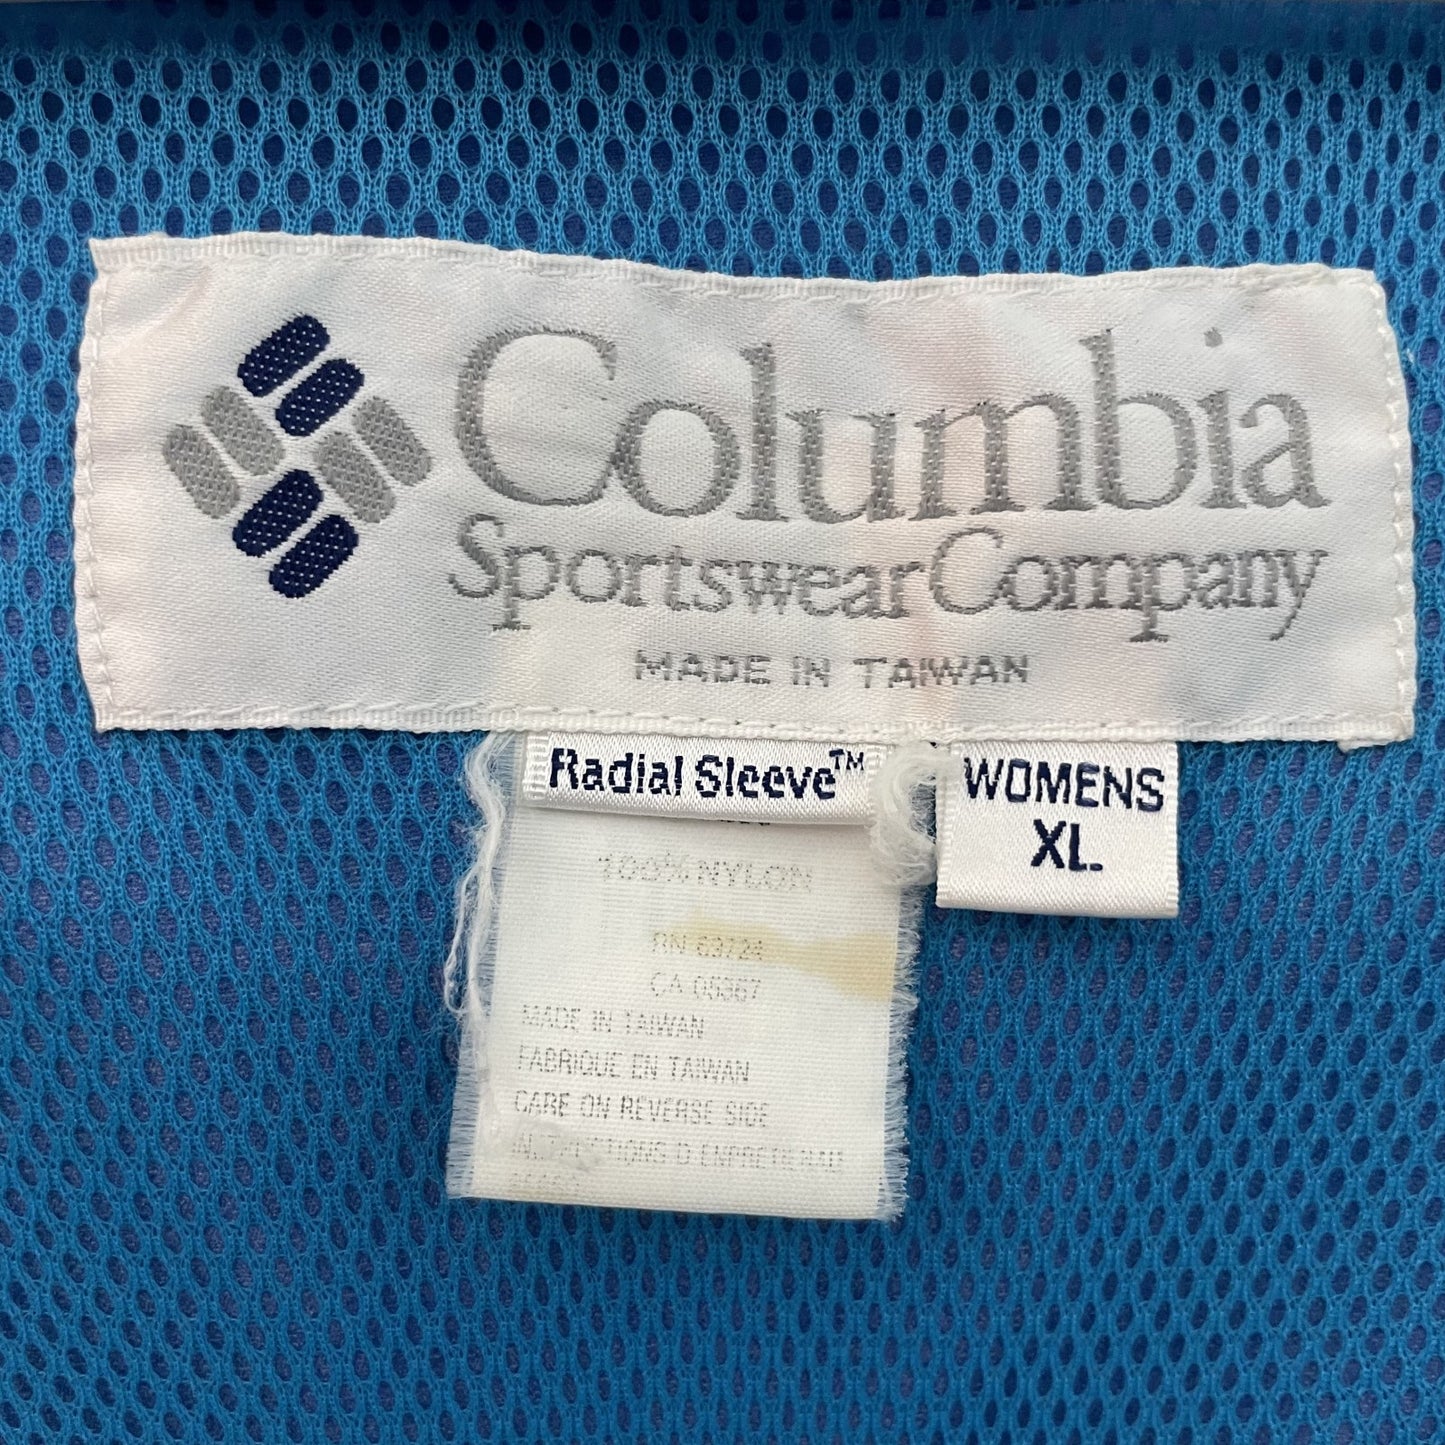 Columbia
Sportswear Company
MADE IN TAIWAN
Radial Sleeve™
WOMENS
XL
100% NYLON
RN 69724
CA 05367
MADE IN TAIWAN
FABRIQUE EN TAIWAN
CARE ON REVERSE SIDE